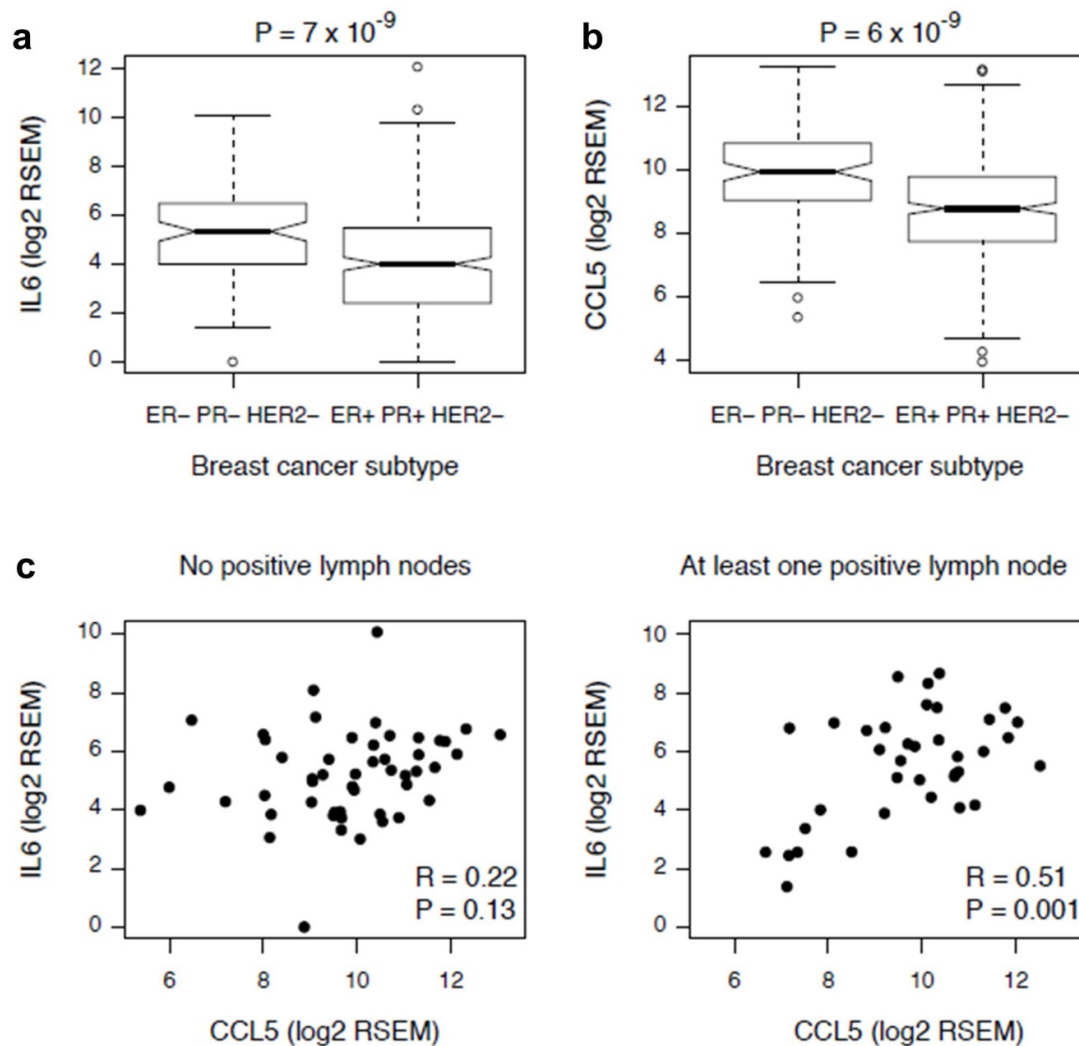 a
P = 7 x 10-9
IL6 (log2 RSEM)
12
10
8
6
4
2
0
ER− PR− HER2− ER+ PR+ HER2−
Breast cancer subtype
b
P = 6 x 10-9
CCL5 (log2 RSEM)
12
10
8
6
4
ER− PR− HER2− ER+ PR+ HER2−
Breast cancer subtype
c
No positive lymph nodes
IL6 (log2 RSEM)
10
8
6
4
2
0
R = 0.22
P = 0.13
6 8 10 12
CCL5 (log2 RSEM)
At least one positive lymph node
IL6 (log2 RSEM)
10
8
6
4
2
0
R = 0.51
P = 0.001
6 8 10 12
CCL5 (log2 RSEM)